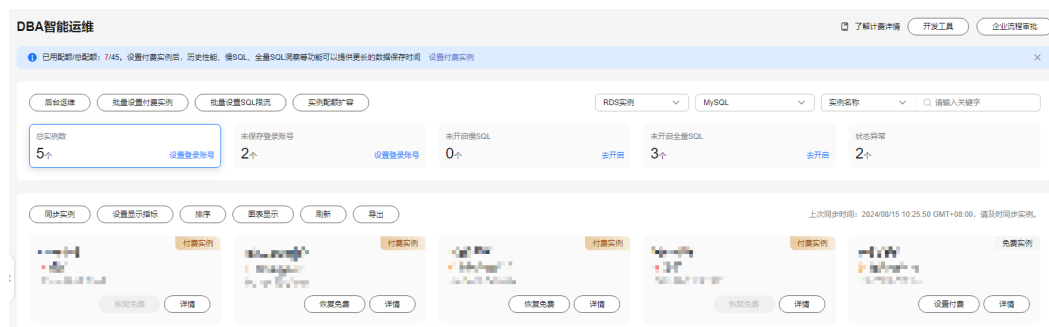 DBA智能运维
了解计费详情 开发工具 企业流程审批
已用配额/总配额：7/45。设置付费实例后，历史性能、慢SQL、全量SQL洞察等功能可以提供更长的数据保存时间 设置付费实例
后台运维 批量设置付费实例 批量设置SQL限流 实例配额扩容 RDS实例 MySQL 实例名称 请输入关键字
总实例数 未保存登录账号 未开启慢SQL 未开启全量SQL 状态异常
5个 设置登录账号 2个 设置登录账号 0个 去开启 3个 去开启 2个
同步实例 设置显示指标 排序 图表显示 刷新 导出 上次同步时间：2024/08/15 10:25:50 GMT+08:00，请及时同步实例。
付费实例 付费实例 付费实例 付费实例 免费实例
恢复免费 详情 恢复免费 详情 恢复免费 详情 恢复免费 详情 设置付费 详情